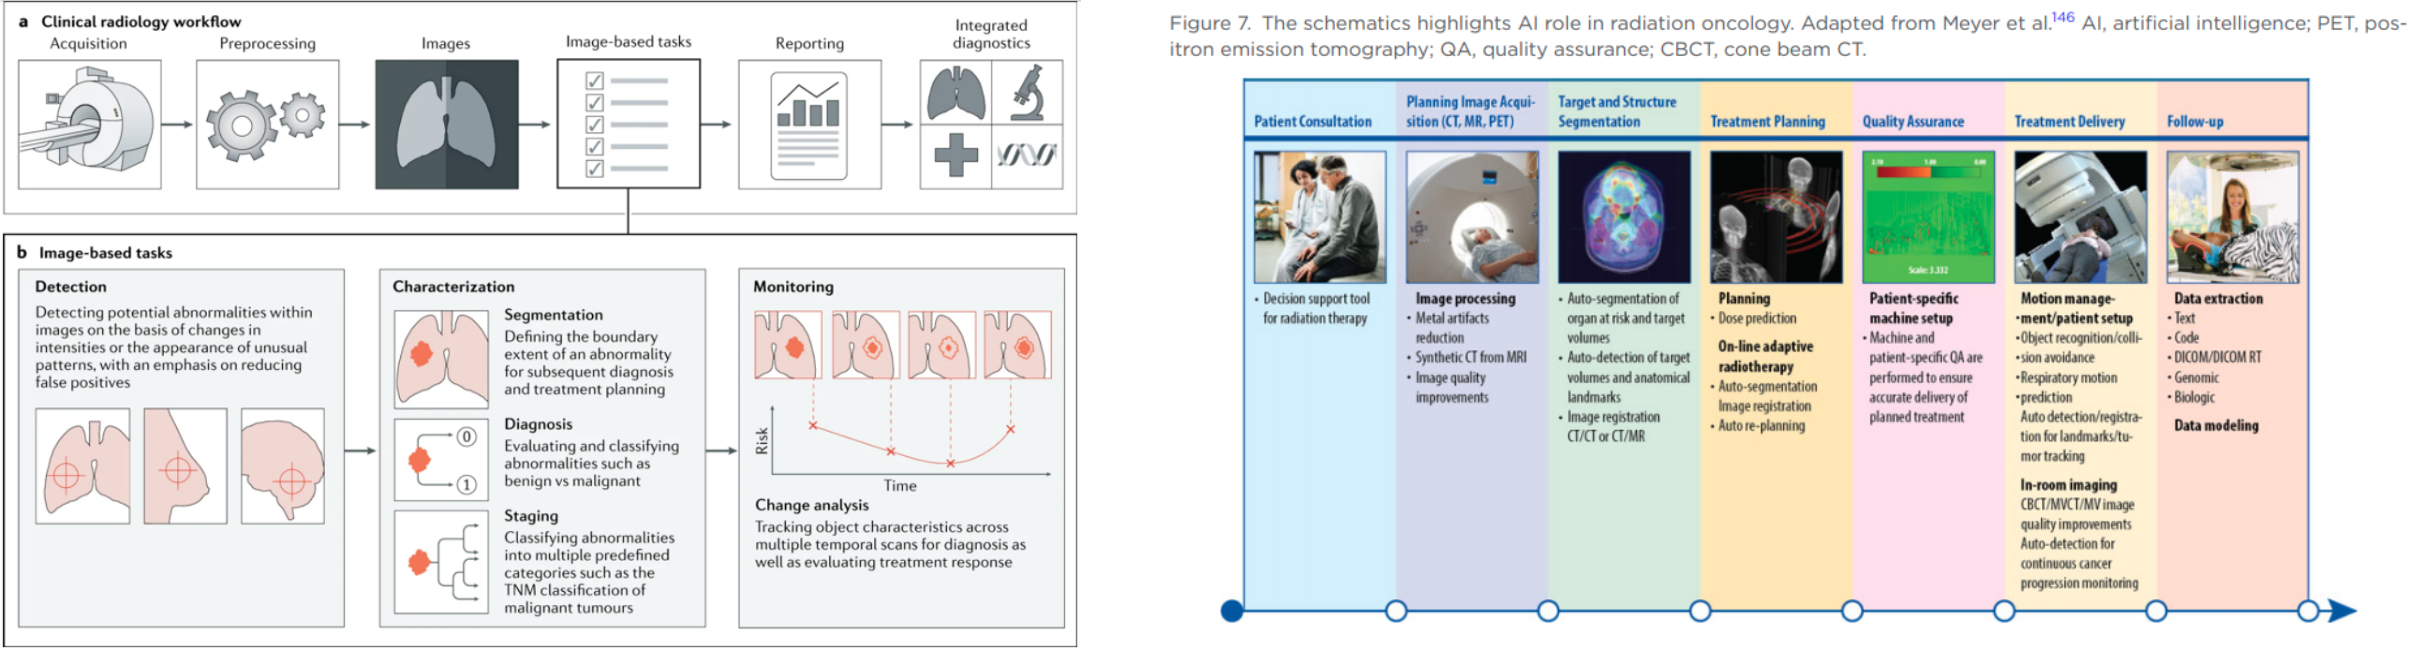 a Clinical radiology workflow
Acquisition
Preprocessing
Images
Image-based tasks
Reporting
Integrated
diagnostics
b Image-based tasks
Detection
Detecting potential abnormalities within
images on the basis of changes in
intensities or the appearance of unusual
patterns, with an emphasis on reducing
false positives
Characterization
Segmentation
Defining the boundary
extent of an abnormality
for subsequent diagnosis
and treatment planning
Diagnosis
Evaluating and classifying
abnormalities such as
benign vs malignant
0
1
Staging
Classifying abnormalities
into multiple predefined
categories such as the
TNM classification of
malignant tumours
Monitoring
Risk
Time
Change analysis
Tracking object characteristics across
multiple temporal scans for diagnosis as
well as evaluating treatment response
Figure 7. The schematics highlights AI role in radiation oncology. Adapted from Meyer et al.146 AI, artificial intelligence; PET, pos-
itron emission tomography; QA, quality assurance; CBCT, cone beam CT.
Patient Consultation
• Decision support tool
for radiation therapy
Planning Image Acqui-
sition (CT, MR, PET)
Image processing
• Metal artifacts
reduction
• Synthetic CT from MRI
• Image quality
improvements
Target and Structure
Segmentation
• Auto-segmentation of
organ at risk and target
volumes
• Auto-detection of target
volumes and anatomical
landmarks
• Image registration
CT/CT or CT/MR
Treatment Planning
Planning
• Dose prediction
On-line adaptive
radiotherapy
• Auto-segmentation
Image registration
• Auto re-planning
Quality Assurance
Scale: 3.332
Patient-specific
machine setup
• Machine and
patient-specific QA are
performed to ensure
accurate delivery of
planned treatment
Treatment Delivery
Motion manage-
•ment/patient setup
•Object recognition/colli-
•sion avoidance
•Respiratory motion
•prediction
Auto detection/registra-
tion for landmarks/tu-
mor tracking
In-room imaging
CBCT/MVCT/MV image
quality improvements
Auto-detection for
continuous cancer
progression monitoring
Follow-up
Data extraction
• Text
• Code
• DICOM/DICOM RT
• Genomic
• Biologic
Data modeling